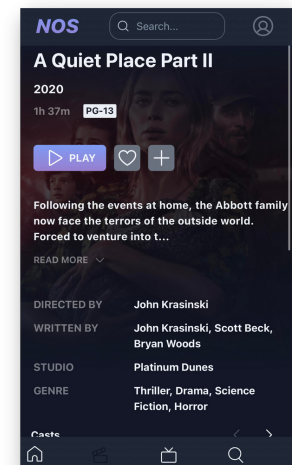 NOS
Search...
A Quiet Place Part II
2020
1h 37m PG-13
PLAY
Following the events at home, the Abbott family
now face the terrors of the outside world.
Forced to venture into t...
READ MORE
DIRECTED BY John Krasinski
WRITTEN BY John Krasinski, Scott Beck,
Bryan Woods
STUDIO Platinum Dunes
GENRE Thriller, Drama, Science
Fiction, Horror
Casts